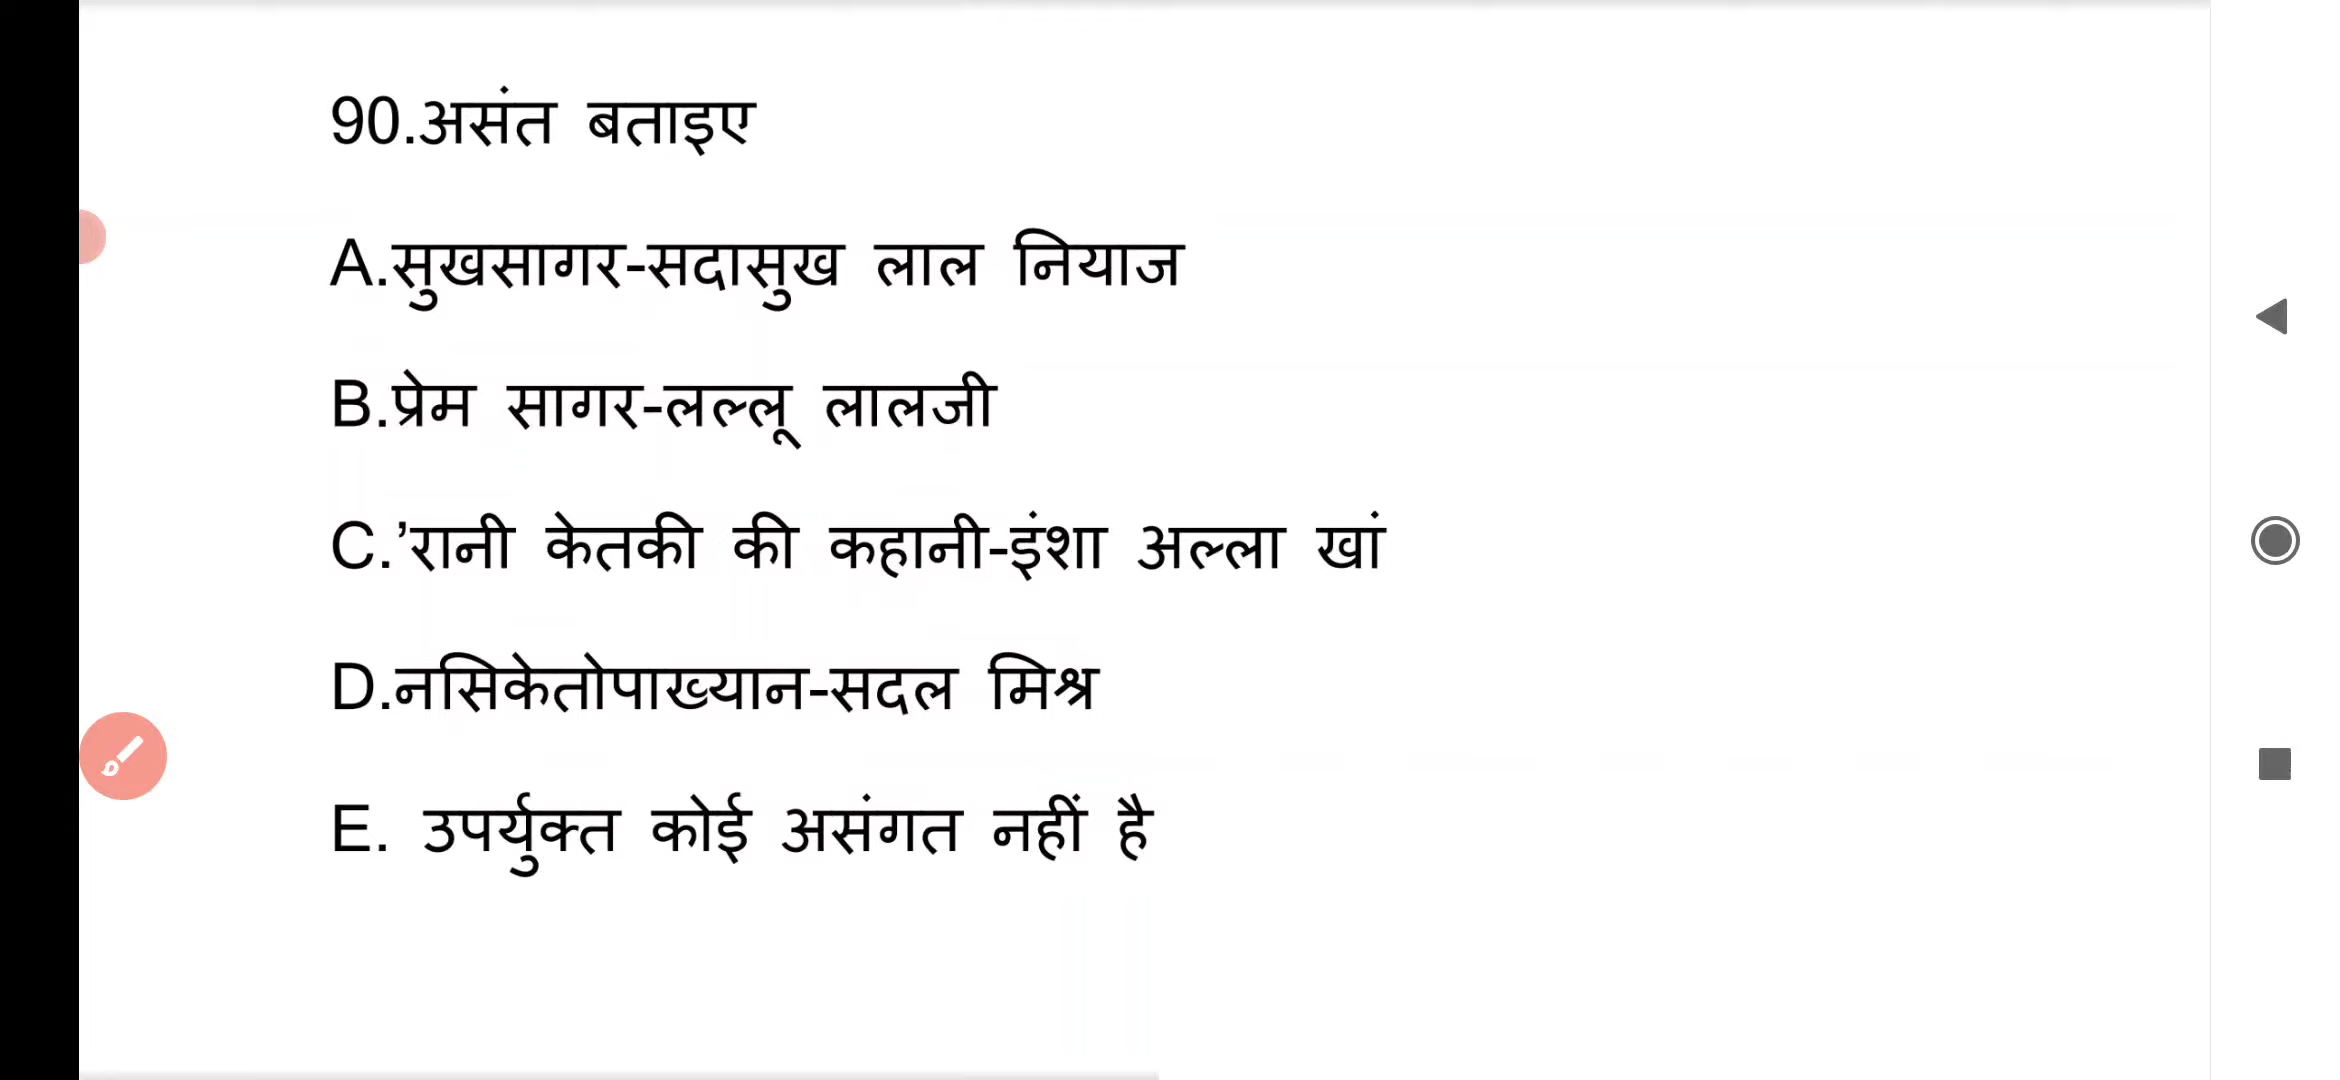 90.असंत बताइए
A.सुखसागर-सदासुख लाल नियाज
B.प्रेम सागर-लल्लू लालजी
C.’रानी केतकी की कहानी-इंशा अल्ला खां
D.नसिकेतोपाख्यान-सदल मिश्र
E. उपर्युक्त कोई असंगत नहीं है